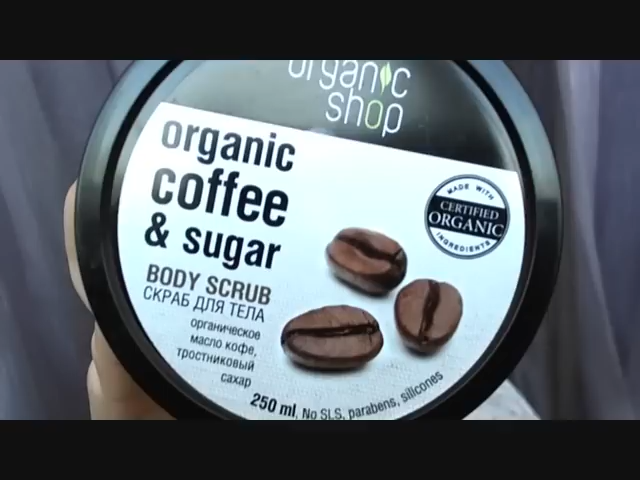 organic
shop
organic
coffee
& sugar
BODY SCRUB
СКРАБ ДЛЯ ТЕЛА
органическое
масло кофе,
тростниковый
сахар
250 ml, No SLS, parabens, silicones
MADE WITH
CERTIFIED
ORGANIC
INGREDIENTS